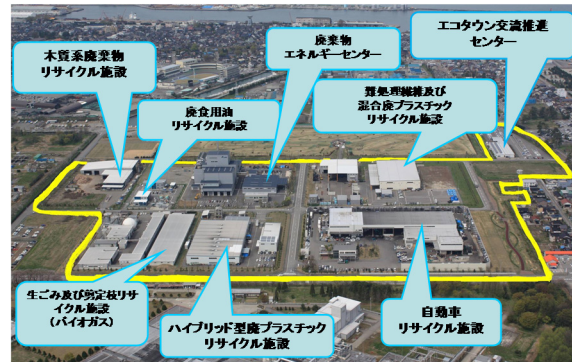 木質系廃棄物
リサイクル施設
廃食用油
リサイクル施設
廃棄物
エネルギーセンター
難処理繊維及び
混合廃プラスチック
リサイクル施設
エコタウン交流推進
センター
生ごみ及び剪定枝リサ
イクル施設
（バイオガス）
ハイブリッド型廃プラスチック
リサイクル施設
自動車
リサイクル施設